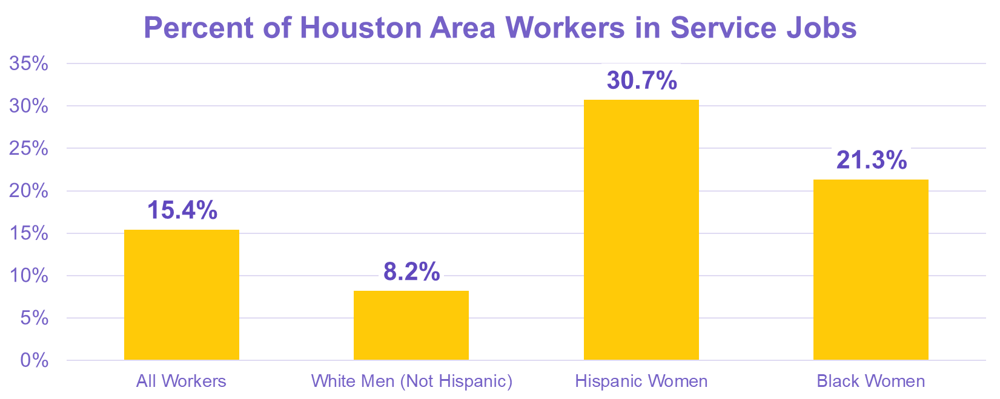 Percent of Houston Area Workers in Service Jobs
35%
30%
25%
20%
15%
10%
5%
0%
15.4%
8.2%
30.7%
21.3%
All Workers
White Men (Not Hispanic)
Hispanic Women
Black Women